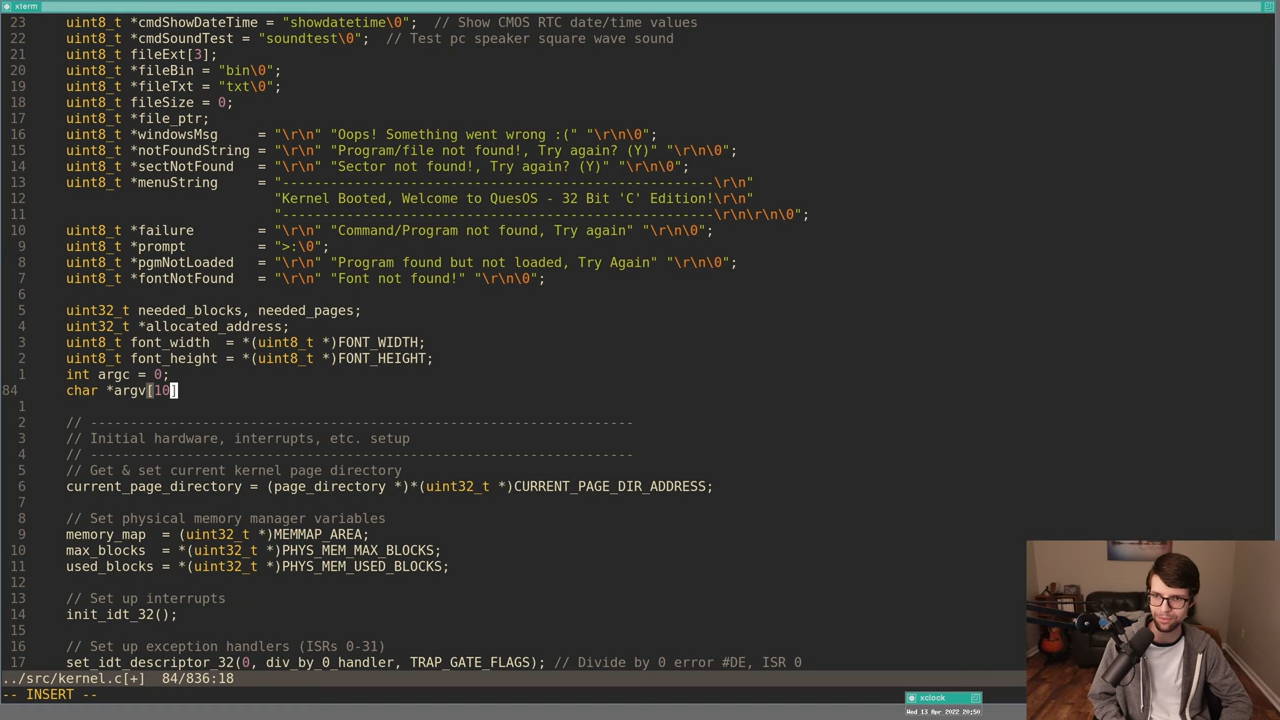 xterm
23 uint8_t *cmdShowDateTime = "showdatetime\0"; // Show CMOS RTC date/time values
22 uint8_t *cmdSoundTest = "soundtest\0"; // Test pc speaker square wave sound
21 uint8_t fileExt[3];
20 uint8_t *fileBin = "bin\0";
19 uint8_t *fileTxt = "txt\0";
18 uint8_t fileSize = 0;
17 uint8_t *file_ptr;
16 uint8_t *windowsMsg     = "\r\n" "Oops! Something went wrong :(" "\r\n\0";
15 uint8_t *notFoundString = "\r\n" "Program/file not found!, Try again? (Y)" "\r\n\0";
14 uint8_t *sectNotFound   = "\r\n" "Sector not found!, Try again? (Y)" "\r\n\0";
13 uint8_t *menuString     = "------------------------------------------------------\r\n"
12 "Kernel Booted, Welcome to QuesOS - 32 Bit 'C' Edition!\r\n"
11 "------------------------------------------------------\r\n\r\n\0";
10 uint8_t *failure        = "\r\n" "Command/Program not found, Try again" "\r\n\0";
9 uint8_t *prompt         = ">:\0";
8 uint8_t *pgmNotLoaded   = "\r\n" "Program found but not loaded, Try Again" "\r\n\0";
7 uint8_t *fontNotFound   = "\r\n" "Font not found!" "\r\n\0";
6
5 uint32_t needed_blocks, needed_pages;
4 uint32_t *allocated_address;
3 uint8_t font_width  = *(uint8_t *)FONT_WIDTH;
2 uint8_t font_height = *(uint8_t *)FONT_HEIGHT;
1 int argc = 0;
84 char *argv[10]
1
2 // --------------------------------------------------------------------
3 // Initial hardware, interrupts, etc. setup
4 // --------------------------------------------------------------------
5 // Get & set current kernel page directory
6 current_page_directory = (page_directory *)*(uint32_t *)CURRENT_PAGE_DIR_ADDRESS;
7
8 // Set physical memory manager variables
9 memory_map  = (uint32_t *)MEMMAP_AREA;
10 max_blocks  = *(uint32_t *)PHYS_MEM_MAX_BLOCKS;
11 used_blocks = *(uint32_t *)PHYS_MEM_USED_BLOCKS;
12
13 // Set up interrupts
14 init_idt_32();
15
16 // Set up exception handlers (ISRs 0-31)
17 set_idt_descriptor_32(0, div_by_0_handler, TRAP_GATE_FLAGS); // Divide by 0 error #DE, ISR 0
../src/kernel.c[+]  84/836:18
-- INSERT --
xclock
Wed 13 Apr 2022 20:50